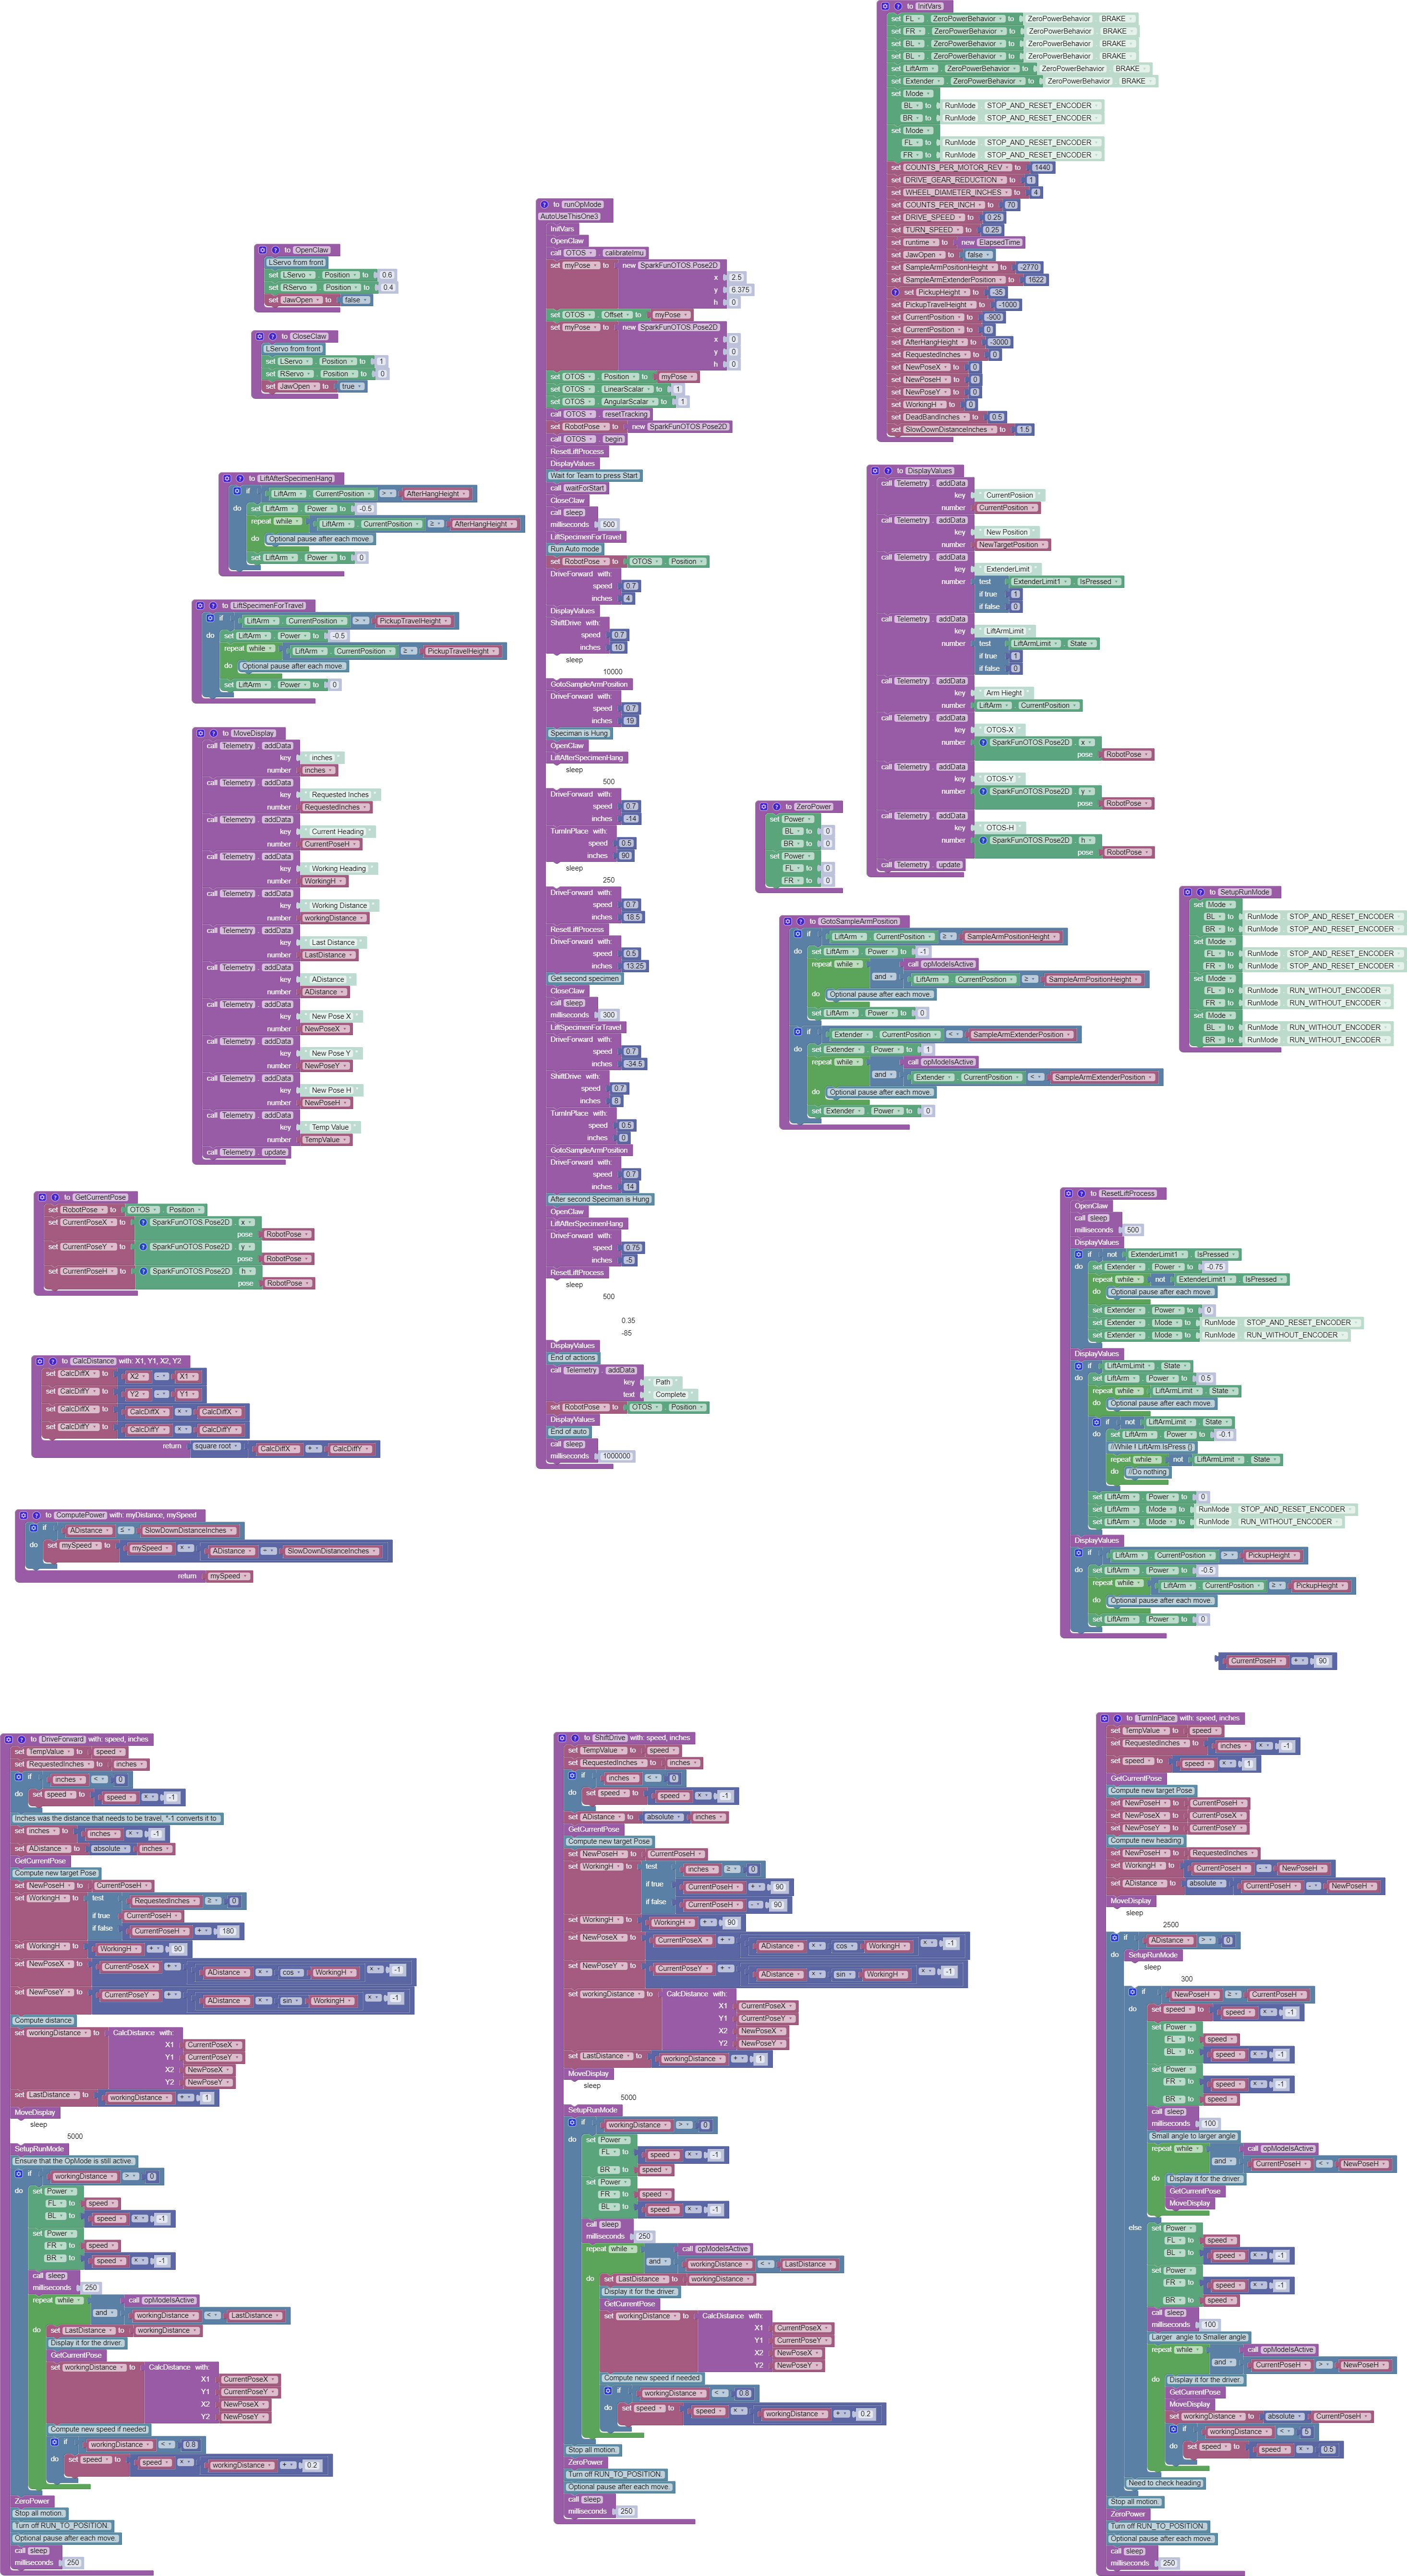 to InitVars
set FL . ZeroPowerBehavior to ZeroPowerBehavior BRAKE
set FR . ZeroPowerBehavior to ZeroPowerBehavior BRAKE
set BL . ZeroPowerBehavior to ZeroPowerBehavior BRAKE
set BL . ZeroPowerBehavior to ZeroPowerBehavior BRAKE
set LiftArm . ZeroPowerBehavior to ZeroPowerBehavior BRAKE
set Extender . ZeroPowerBehavior to ZeroPowerBehavior BRAKE
set Mode
BL to RunMode STOP_AND_RESET_ENCODER
BR to RunMode STOP_AND_RESET_ENCODER
set Mode
FL to RunMode STOP_AND_RESET_ENCODER
FR to RunMode STOP_AND_RESET_ENCODER
set COUNTS_PER_MOTOR_REV to 1440
set DRIVE_GEAR_REDUCTION to 1
set WHEEL_DIAMETER_INCHES to 4
set COUNTS_PER_INCH to 70
set DRIVE_SPEED to 0.25
set TURN_SPEED to 0.25
set runtime to new ElapsedTime
set JawOpen to false
set SampleArmPositionHeight to -2770
set SampleArmExtenderPosition to 1622
set PickupHeight to -35
set PickupTravelHeight to -1000
set CurrentPosition to -900
set CurrentPosition to 0
set AfterHangHeight to -3000
set RequestedInches to 0
set NewPoseX to 0
set NewPoseH to 0
set NewPoseY to 0
set WorkingH to 0
set DeadBandInches to 0.5
set SlowDownDistanceInches to 1.5
to runOpMode
AutoUseThisOne3
InitVars
OpenClaw
call OTOS . calibrateImu
set myPose to new SparkFunOTOS.Pose2D
x 2.5
y 6.375
h 0
set OTOS . Offset to myPose
set myPose to new SparkFunOTOS.Pose2D
x 0
y 0
h 0
set OTOS . Position to myPose
set OTOS . LinearScalar to 1
set OTOS . AngularScalar to 1
call OTOS . resetTracking
set RobotPose to new SparkFunOTOS.Pose2D
call OTOS . begin
ResetLiftProcess
DisplayValues
Wait for Team to press Start
call waitForStart
CloseClaw
call sleep
milliseconds 500
LiftSpecimenForTravel
Run Auto mode
set RobotPose to OTOS . Position
DriveForward with:
speed 0.7
inches 4
DisplayValues
ShiftDrive with:
speed 0.7
inches 10
sleep
10000
GotoSampleArmPosition
DriveForward with:
speed 0.7
inches 19
Speciman is Hung
OpenClaw
LiftAfterSpecimenHang
sleep
500
DriveForward with:
speed 0.7
inches -14
TurnInPlace with:
speed 0.5
inches 90
sleep
250
DriveForward with:
speed 0.7
inches 18.5
ResetLiftProcess
DriveForward with:
speed 0.5
inches 13.25
Get second specimen
CloseClaw
call sleep
milliseconds 300
LiftSpecimenForTravel
DriveForward with:
speed 0.7
inches -34.5
ShiftDrive with:
speed 0.7
inches 8
TurnInPlace with:
speed 0.5
inches 0
GotoSampleArmPosition
DriveForward with:
speed 0.7
inches 14
After second Speciman is Hung
OpenClaw
LiftAfterSpecimenHang
DriveForward with:
speed 0.75
inches -5
ResetLiftProcess
sleep
500
0.35
-85
DisplayValues
End of actions
call Telemetry . addData
key " Path "
text " Complete "
set RobotPose to OTOS . Position
DisplayValues
End of auto
call sleep
milliseconds 1000000
to OpenClaw
LServo from front
set LServo . Position to 0.6
set RServo . Position to 0.4
set JawOpen to false
to CloseClaw
LServo from front
set LServo . Position to 1
set RServo . Position to 0
set JawOpen to true
to LiftAfterSpecimenHang
if LiftArm . CurrentPosition > AfterHangHeight
do set LiftArm . Power to -0.5
repeat while LiftArm . CurrentPosition ≥ AfterHangHeight
do Optional pause after each move.
set LiftArm . Power to 0
to LiftSpecimenForTravel
if LiftArm . CurrentPosition > PickupTravelHeight
do set LiftArm . Power to -0.5
repeat while LiftArm . CurrentPosition ≥ PickupTravelHeight
do Optional pause after each move.
set LiftArm . Power to 0
to MoveDisplay
call Telemetry . addData
key " inches "
number inches
call Telemetry . addData
key " Requested Inches "
number RequestedInches
call Telemetry . addData
key " Current Heading "
number CurrentPoseH
call Telemetry . addData
key " Working Heading "
number WorkingH
call Telemetry . addData
key " Working Distance "
number workingDistance
call Telemetry . addData
key " Last Distance "
number LastDistance
call Telemetry . addData
key " ADistance "
number ADistance
call Telemetry . addData
key " New Pose X "
number NewPoseX
call Telemetry . addData
key " New Pose Y "
number NewPoseY
call Telemetry . addData
key " New Pose H "
number NewPoseH
call Telemetry . addData
key " Temp Value "
number TempValue
call Telemetry . update
to DisplayValues
call Telemetry . addData
key " CurrentPosiion "
number CurrentPosition
call Telemetry . addData
key " New Position "
number NewTargetPosition
call Telemetry . addData
key " ExtenderLimit "
number test ExtenderLimit1 . IsPressed
if true 1
if false 0
call Telemetry . addData
key " LiftArmLimit "
number test LiftArmLimit . State
if true 1
if false 0
call Telemetry . addData
key " Arm Hieght "
number LiftArm . CurrentPosition
call Telemetry . addData
key " OTOS-X "
number SparkFunOTOS.Pose2D . x
pose RobotPose
call Telemetry . addData
key " OTOS-Y "
number SparkFunOTOS.Pose2D . y
pose RobotPose
call Telemetry . addData
key " OTOS-H "
number SparkFunOTOS.Pose2D . h
pose RobotPose
call Telemetry . update
to ZeroPower
set Power
BL to 0
BR to 0
set Power
FL to 0
FR to 0
to SetupRunMode
set Mode
BL to RunMode STOP_AND_RESET_ENCODER
BR to RunMode STOP_AND_RESET_ENCODER
set Mode
FL to RunMode STOP_AND_RESET_ENCODER
FR to RunMode STOP_AND_RESET_ENCODER
set Mode
FL to RunMode RUN_WITHOUT_ENCODER
FR to RunMode RUN_WITHOUT_ENCODER
set Mode
BL to RunMode RUN_WITHOUT_ENCODER
BR to RunMode RUN_WITHOUT_ENCODER
to GotoSampleArmPosition
if LiftArm . CurrentPosition ≥ SampleArmPositionHeight
do set LiftArm . Power to -1
repeat while call opModeIsActive
and LiftArm . CurrentPosition ≥ SampleArmPositionHeight
do Optional pause after each move.
set LiftArm . Power to 0
if Extender . CurrentPosition < SampleArmExtenderPosition
do set Extender . Power to 1
repeat while call opModeIsActive
and Extender . CurrentPosition < SampleArmExtenderPosition
do Optional pause after each move.
set Extender . Power to 0
to GetCurrentPose
set RobotPose to OTOS . Position
set CurrentPoseX to SparkFunOTOS.Pose2D . x
pose RobotPose
set CurrentPoseY to SparkFunOTOS.Pose2D . y
pose RobotPose
set CurrentPoseH to SparkFunOTOS.Pose2D . h
pose RobotPose
to CalcDistance with: X1, Y1, X2, Y2
set CalcDiffX to X2 - X1
set CalcDiffY to Y2 - Y1
set CalcDiffX to CalcDiffX × CalcDiffX
set CalcDiffY to CalcDiffY × CalcDiffY
return square root CalcDiffX + CalcDiffY
to ComputePower with: myDistance, mySpeed
if ADistance ≤ SlowDownDistanceInches
do set mySpeed to mySpeed × ADistance ÷ SlowDownDistanceInches
return mySpeed
to ResetLiftProcess
OpenClaw
call sleep
milliseconds 500
DisplayValues
if not ExtenderLimit1 . IsPressed
do set Extender . Power to -0.75
repeat while not ExtenderLimit1 . IsPressed
do Optional pause after each move.
set Extender . Power to 0
set Extender . Mode to RunMode STOP_AND_RESET_ENCODER
set Extender . Mode to RunMode RUN_WITHOUT_ENCODER
DisplayValues
if LiftArmLimit . State
do set LiftArm . Power to 0.5
repeat while LiftArmLimit . State
do Optional pause after each move.
if not LiftArmLimit . State
do set LiftArm . Power to -0.1
//While ! LiftArm.IsPress ()
repeat while not LiftArmLimit . State
do //Do nothing
set LiftArm . Power to 0
set LiftArm . Mode to RunMode STOP_AND_RESET_ENCODER
set LiftArm . Mode to RunMode RUN_WITHOUT_ENCODER
DisplayValues
if LiftArm . CurrentPosition > PickupHeight
do set LiftArm . Power to -0.5
repeat while LiftArm . CurrentPosition ≥ PickupHeight
do Optional pause after each move.
set LiftArm . Power to 0
CurrentPoseH + 90
to DriveForward with: speed, inches
set TempValue to speed
set RequestedInches to inches
if inches < 0
do set speed to speed × -1
Inches was the distance that needs to be travel, *-1 converts it to
set inches to inches × -1
set ADistance to absolute inches
GetCurrentPose
Compute new target Pose
set NewPoseH to CurrentPoseH
set WorkingH to test RequestedInches ≥ 0
if true CurrentPoseH
if false CurrentPoseH + 180
set WorkingH to WorkingH + 90
set NewPoseX to CurrentPoseX + ADistance × cos WorkingH × -1
set NewPoseY to CurrentPoseY + ADistance × sin WorkingH × -1
Compute distance
set workingDistance to CalcDistance with:
X1 CurrentPoseX
Y1 CurrentPoseY
X2 NewPoseX
Y2 NewPoseY
set LastDistance to workingDistance + 1
MoveDisplay
sleep
5000
SetupRunMode
Ensure that the OpMode is still active.
if workingDistance > 0
do set Power
FL to speed
BL to speed × -1
set Power
FR to speed
BR to speed × -1
call sleep
milliseconds 250
repeat while call opModeIsActive
and workingDistance < LastDistance
do set LastDistance to workingDistance
Display it for the driver.
GetCurrentPose
set workingDistance to CalcDistance with:
X1 CurrentPoseX
Y1 CurrentPoseY
X2 NewPoseX
Y2 NewPoseY
Compute new speed if needed
if workingDistance < 0.8
do set speed to speed × workingDistance + 0.2
ZeroPower
Stop all motion.
Turn off RUN_TO_POSITION.
Optional pause after each move.
call sleep
milliseconds 250
to ShiftDrive with: speed, inches
set TempValue to speed
set RequestedInches to inches
if inches < 0
do set speed to speed × -1
set ADistance to absolute inches
GetCurrentPose
Compute new target Pose
set NewPoseH to CurrentPoseH
set WorkingH to test inches ≥ 0
if true CurrentPoseH + 90
if false CurrentPoseH - 90
set WorkingH to WorkingH + 90
set NewPoseX to CurrentPoseX + ADistance × cos WorkingH × -1
set NewPoseY to CurrentPoseY + ADistance × sin WorkingH × -1
set workingDistance to CalcDistance with:
X1 CurrentPoseX
Y1 CurrentPoseY
X2 NewPoseX
Y2 NewPoseY
set LastDistance to workingDistance + 1
MoveDisplay
sleep
5000
SetupRunMode
if workingDistance > 0
do set Power
FL to speed × -1
BR to speed
set Power
FR to speed
BL to speed × -1
call sleep
milliseconds 250
repeat while call opModeIsActive
and workingDistance < LastDistance
do set LastDistance to workingDistance
Display it for the driver.
GetCurrentPose
set workingDistance to CalcDistance with:
X1 CurrentPoseX
Y1 CurrentPoseY
X2 NewPoseX
Y2 NewPoseY
Compute new speed if needed
if workingDistance < 0.8
do set speed to speed × workingDistance + 0.2
Stop all motion.
ZeroPower
Turn off RUN_TO_POSITION.
Optional pause after each move.
call sleep
milliseconds 250
to TurnInPlace with: speed, inches
set TempValue to speed
set RequestedInches to inches × -1
set speed to speed × 1
GetCurrentPose
Compute new target Pose
set NewPoseH to CurrentPoseH
set NewPoseX to CurrentPoseX
set NewPoseY to CurrentPoseY
Compute new heading
set NewPoseH to RequestedInches
set WorkingH to CurrentPoseH - NewPoseH
set ADistance to absolute CurrentPoseH - NewPoseH
MoveDisplay
sleep
2500
if ADistance > 0
do SetupRunMode
sleep
300
if NewPoseH ≥ CurrentPoseH
do set speed to speed × -1
set Power
FL to speed
BL to speed × -1
set Power
FR to speed × -1
BR to speed
call sleep
milliseconds 100
Small angle to larger angle
repeat while call opModeIsActive
and CurrentPoseH < NewPoseH
do Display it for the driver.
GetCurrentPose
MoveDisplay
else set Power
FL to speed
BL to speed × -1
set Power
FR to speed × -1
BR to speed
call sleep
milliseconds 100
Larger angle to Smaller angle
repeat while call opModeIsActive
and CurrentPoseH > NewPoseH
do Display it for the driver.
GetCurrentPose
MoveDisplay
set workingDistance to absolute CurrentPoseH
if workingDistance < 5
do set speed to speed × 0.5
Need to check heading
Stop all motion.
ZeroPower
Turn off RUN_TO_POSITION.
Optional pause after each move.
call sleep
milliseconds 250